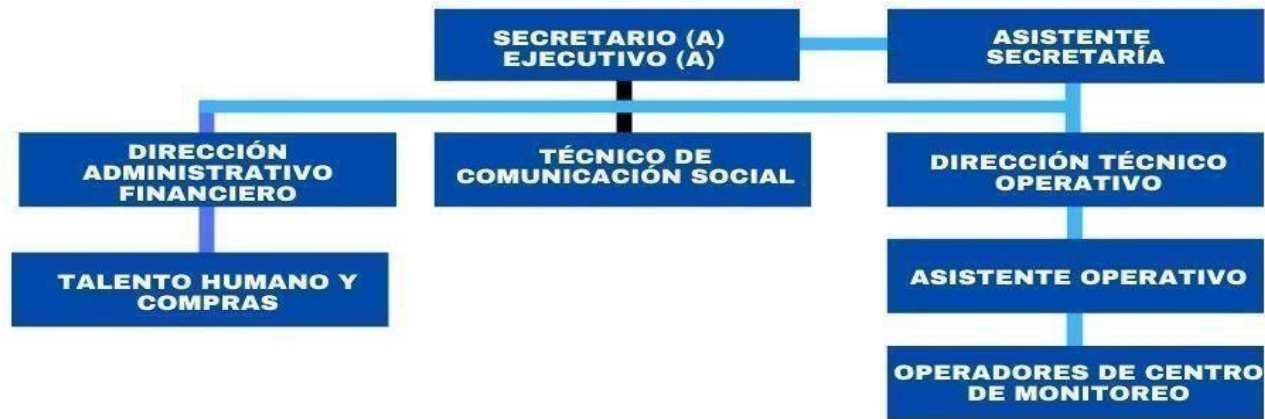 SECRETARIO (A)
EJECUTIVO (A)
ASISTENTE
SECRETARÍA
DIRECCIÓN
ADMINISTRATIVO
FINANCIERO
TÉCNICO DE
COMUNICACIÓN SOCIAL
DIRECCIÓN TÉCNICO
OPERATIVO
TALENTO HUMANO Y
COMPRAS
ASISTENTE OPERATIVO
OPERADORES DE CENTRO
DE MONITOREO